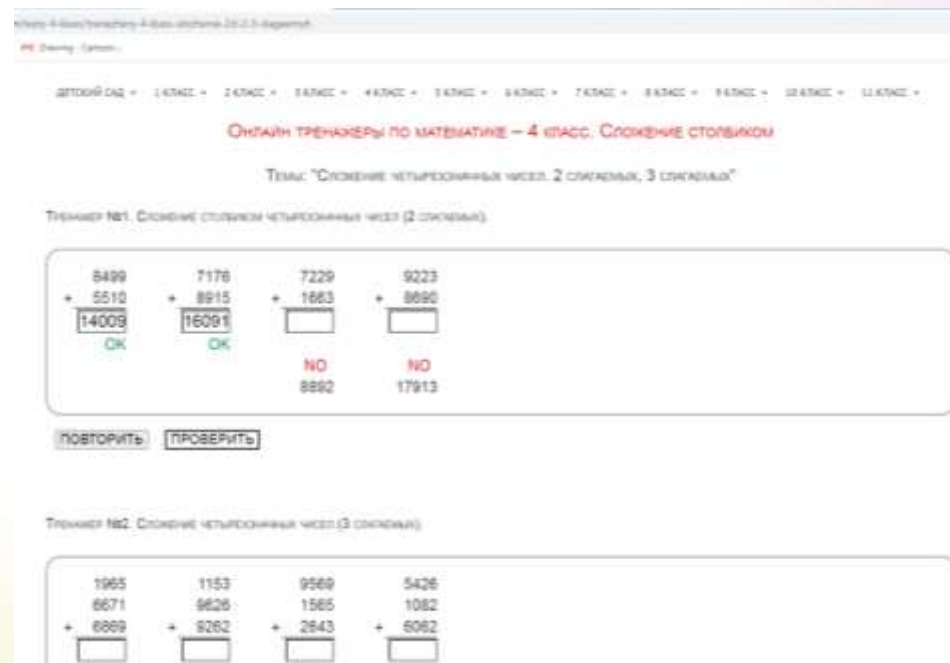 ДЕТСКИЙ САД 1 КЛАСС 2 КЛАСС 3 КЛАСС 4 КЛАСС 5 КЛАСС 6 КЛАСС 7 КЛАСС 8 КЛАСС 9 КЛАСС 10 КЛАСС 11 КЛАСС
Онлайн тренажеры по математике – 4 класс. Сложение столбиком
Темы: "Сложение четырехзначных чисел. 2 слагаемых, 3 слагаемых"
Тренажер №1. Сложение столбиком четырехзначных чисел (2 слагаемых).
8499 7176 7229 9223
+ 5510 + 8915 + 1663 + 8690
14009 16091
OK OK
NO NO
8892 17913
ПОВТОРИТЬ ПРОВЕРИТЬ
Тренажер №2. Сложение четырехзначных чисел (3 слагаемых).
1965 1153 9569 5426
6671 9626 1565 1082
+ 6869 + 9262 + 2643 + 6062